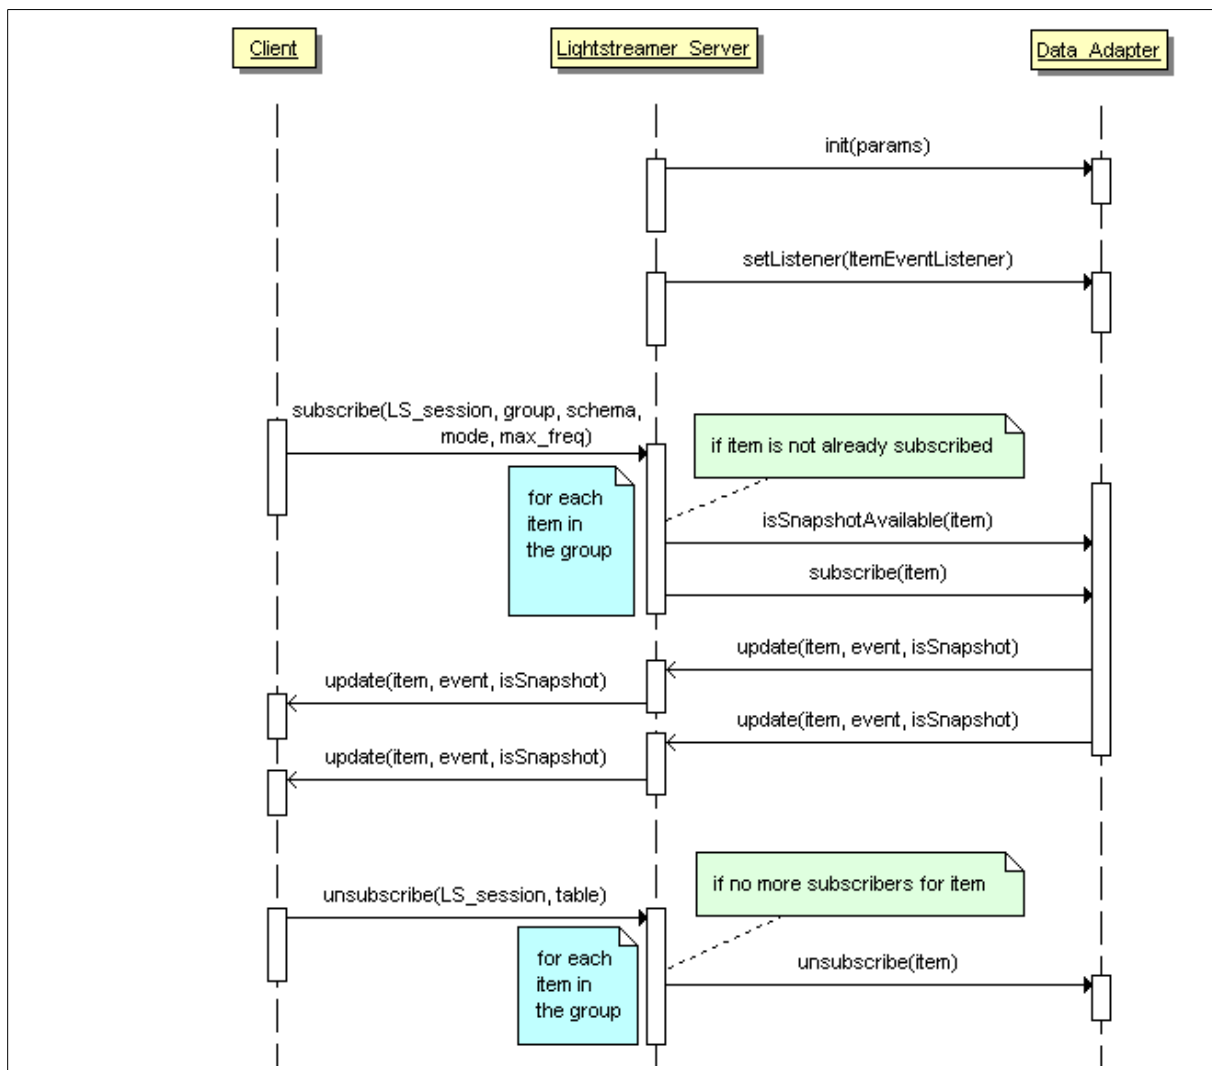 Client
Lightstreamer_Server
Data_Adapter
init(params)
setListener(ItemEventListener)
subscribe(LS_session, group, schema,
mode, max_freq)
if item is not already subscribed
for each
item in
the group
isSnapshotAvailable(item)
subscribe(item)
update(item, event, isSnapshot)
update(item, event, isSnapshot)
update(item, event, isSnapshot)
update(item, event, isSnapshot)
if no more subscribers for item
unsubscribe(LS_session, table)
for each
item in
the group
unsubscribe(item)